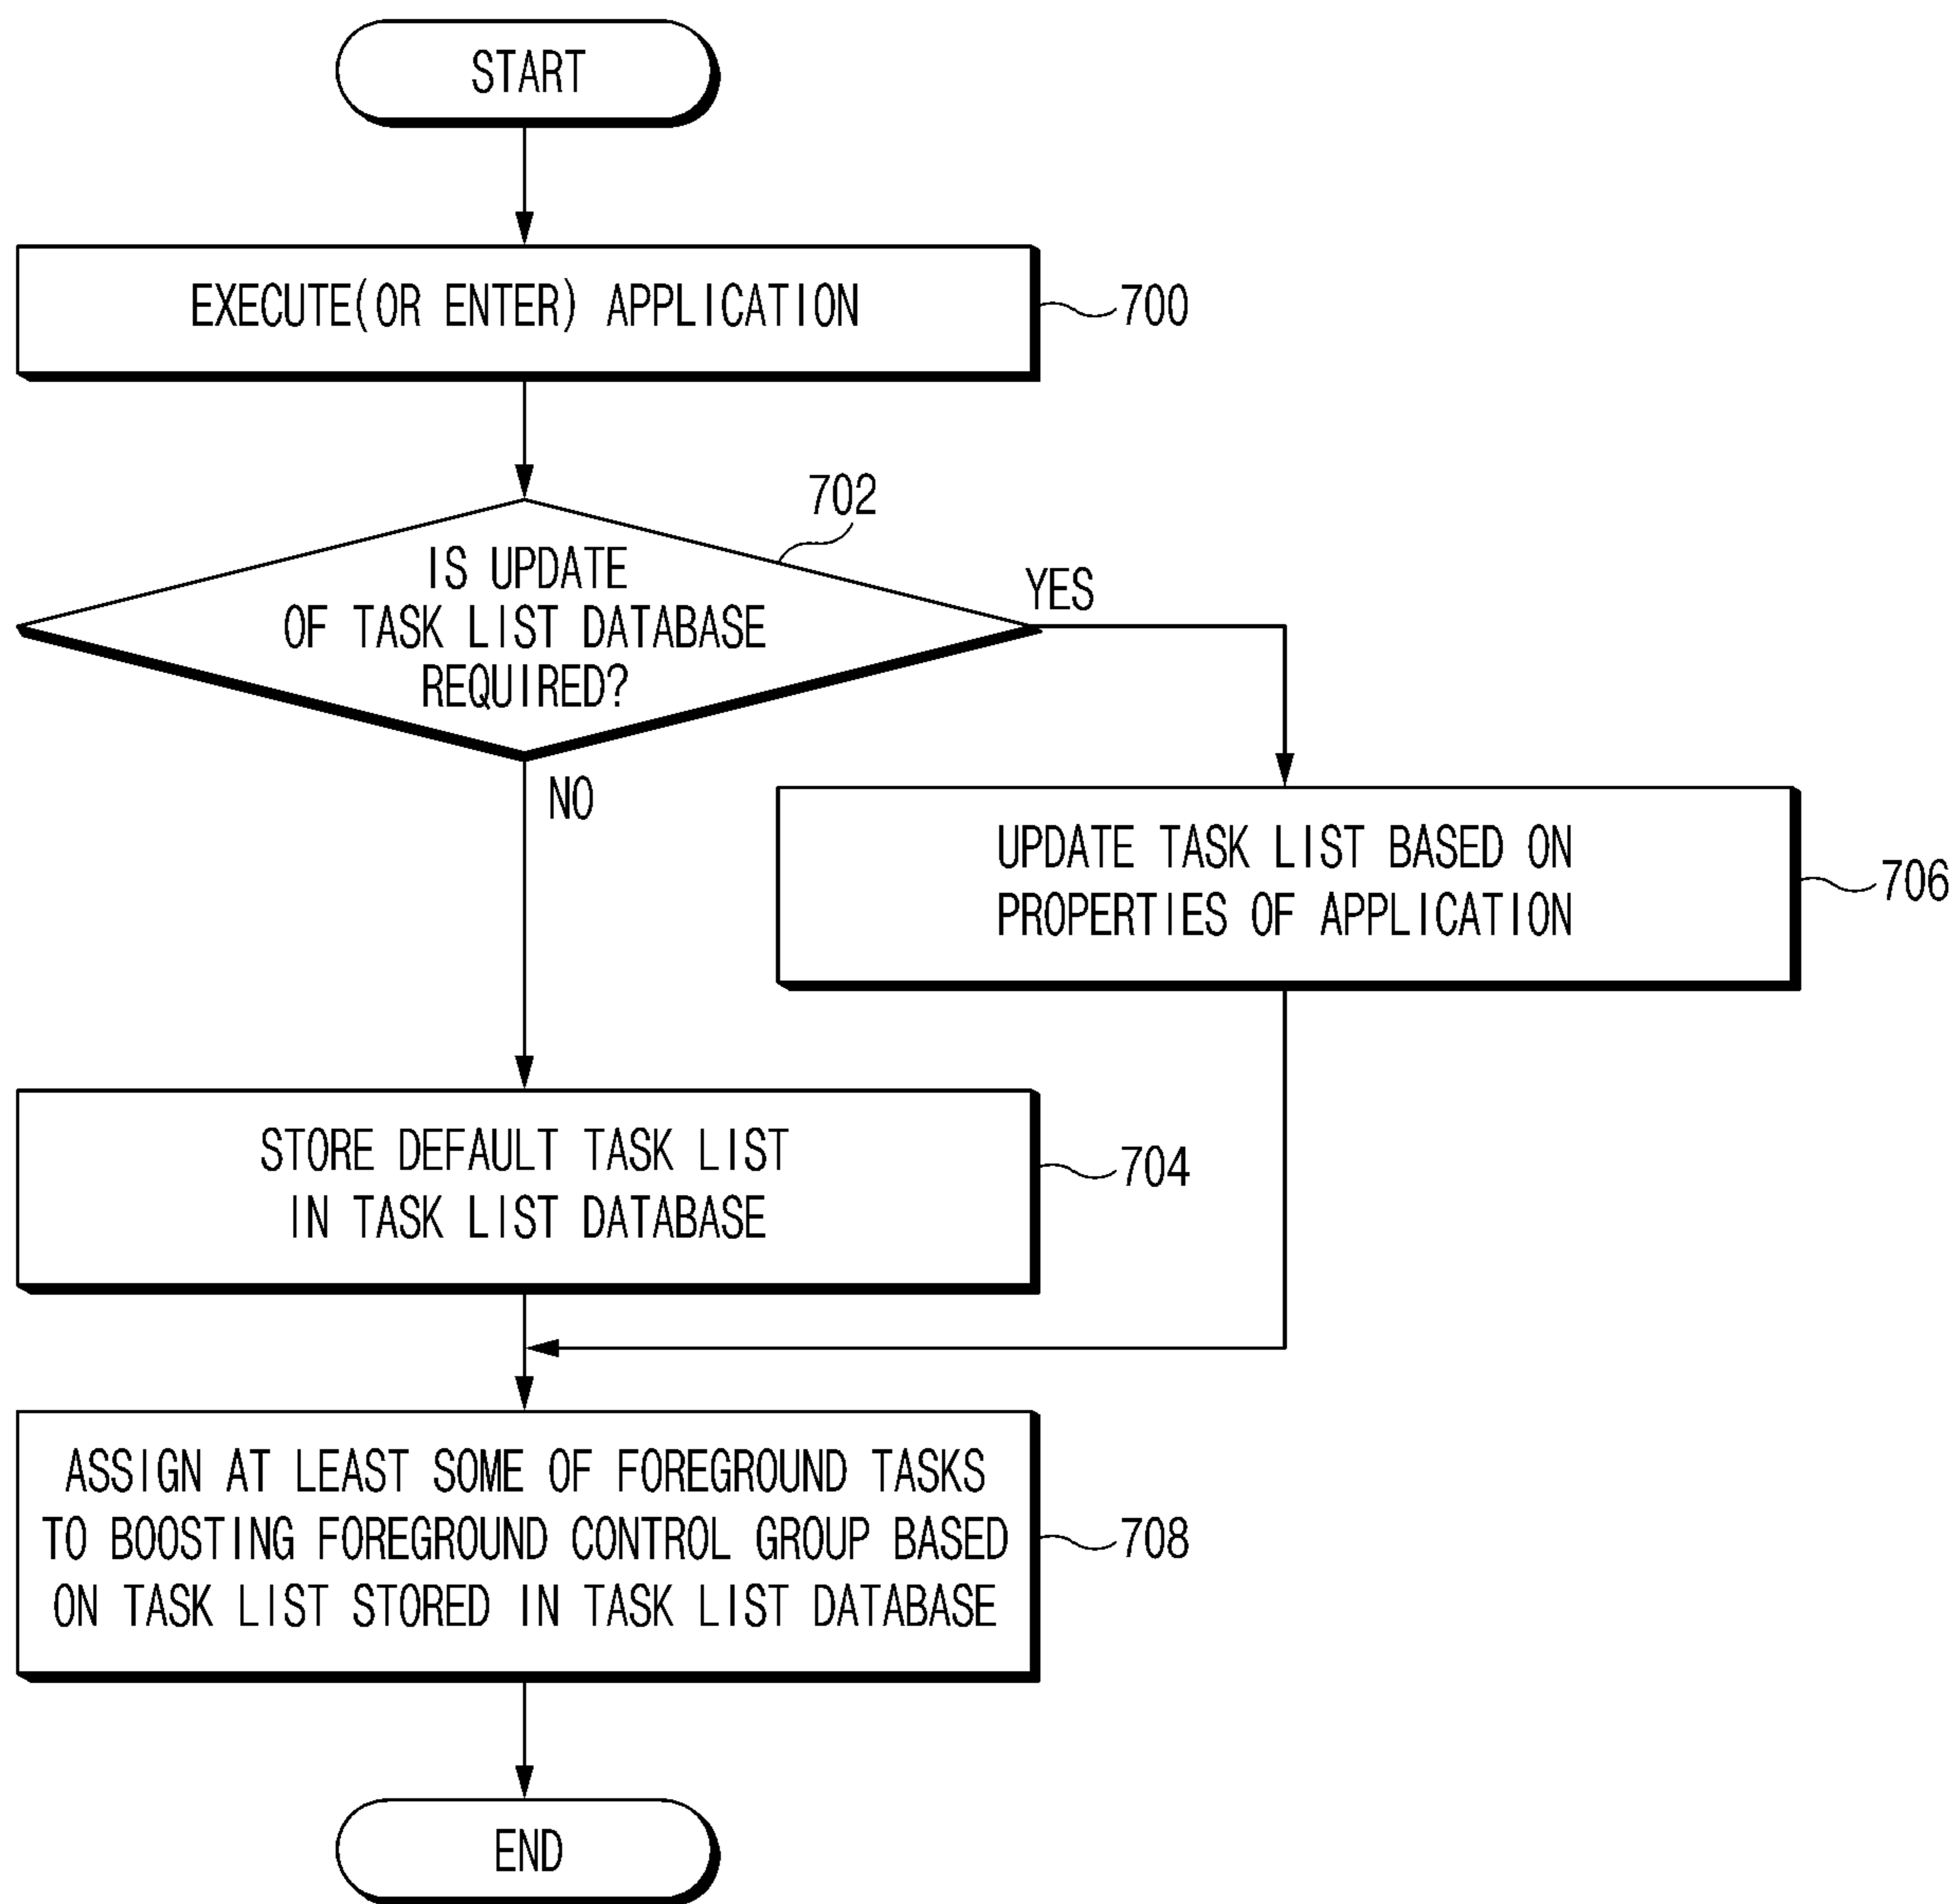 START
EXECUTE(OR ENTER) APPLICATION
700
702
IS UPDATE
OF TASK LIST DATABASE
REQUIRED?
YES
NO
UPDATE TASK LIST BASED ON
PROPERTIES OF APPLICATION
706
STORE DEFAULT TASK LIST
IN TASK LIST DATABASE
704
ASSIGN AT LEAST SOME OF FOREGROUND TASKS
TO BOOSTING FOREGROUND CONTROL GROUP BASED
ON TASK LIST STORED IN TASK LIST DATABASE
708
END